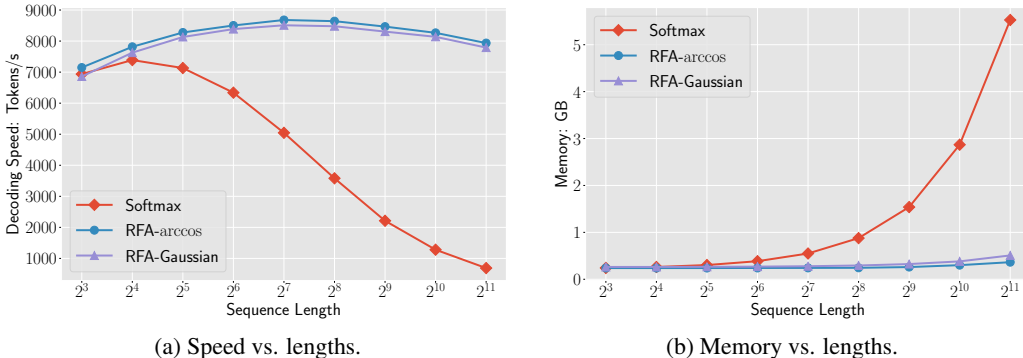 9000
8000
7000
6000
5000
4000
3000
2000
1000
Decoding Speed: Tokens/s
Softmax
RFA-arccos
RFA-Gaussian
2^3 2^4 2^5 2^6 2^7 2^8 2^9 2^10 2^11
Sequence Length
(a) Speed vs. lengths.
5
4
3
2
1
0
Memory: GB
Softmax
RFA-arccos
RFA-Gaussian
2^3 2^4 2^5 2^6 2^7 2^8 2^9 2^10 2^11
Sequence Length
(b) Memory vs. lengths.